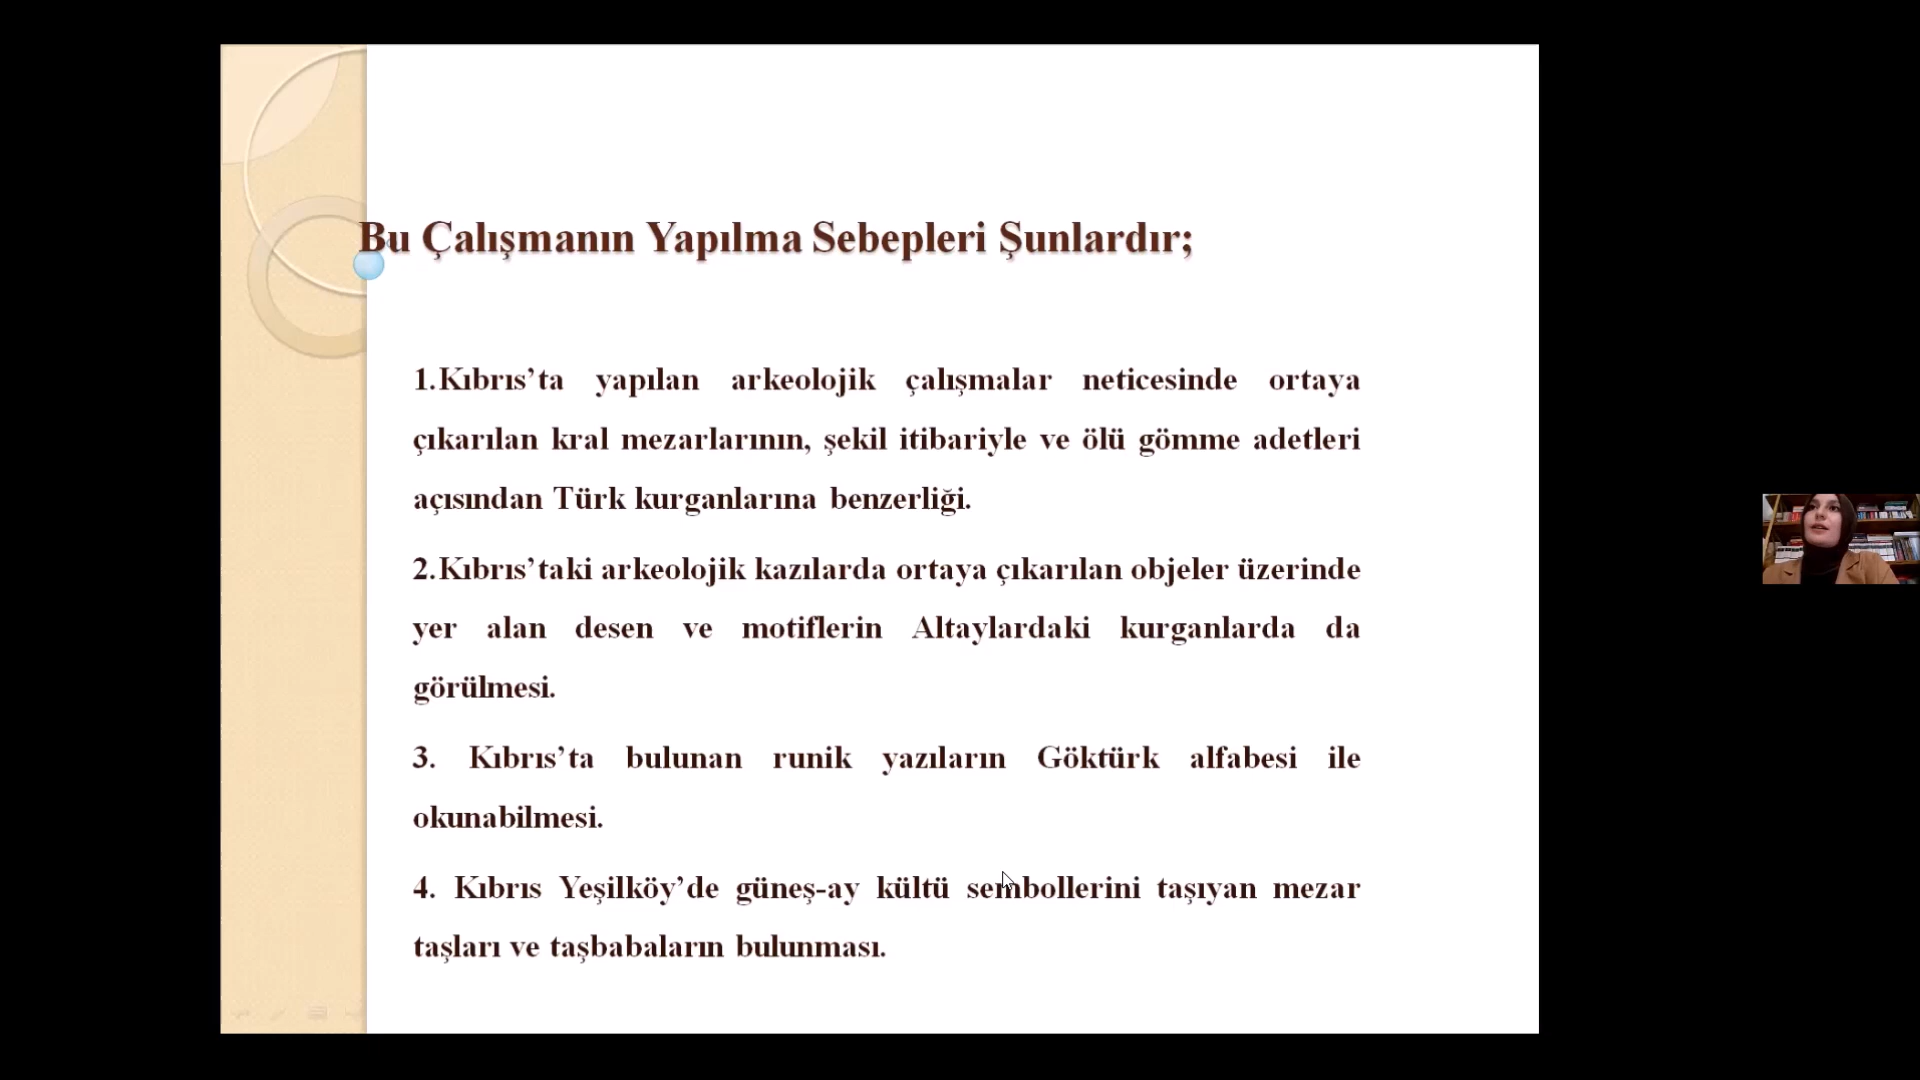 Bu Çalışmanın Yapılma Sebepleri Şunlardır;
1.Kıbrıs’ta yapılan arkeolojik çalışmalar neticesinde ortaya
çıkarılan kral mezarlarının, şekil itibariyle ve ölü gömme adetleri
açısından Türk kurganlarına benzerliği.
2.Kıbrıs’taki arkeolojik kazılarda ortaya çıkarılan objeler üzerinde
yer alan desen ve motiflerin Altaylardaki kurganlarda da
görülmesi.
3. Kıbrıs’ta bulunan runik yazıların Göktürk alfabesi ile
okunabilmesi.
4. Kıbrıs Yeşilköy’de güneş-ay kültü sembollerini taşıyan mezar
taşları ve taşbabaların bulunması.